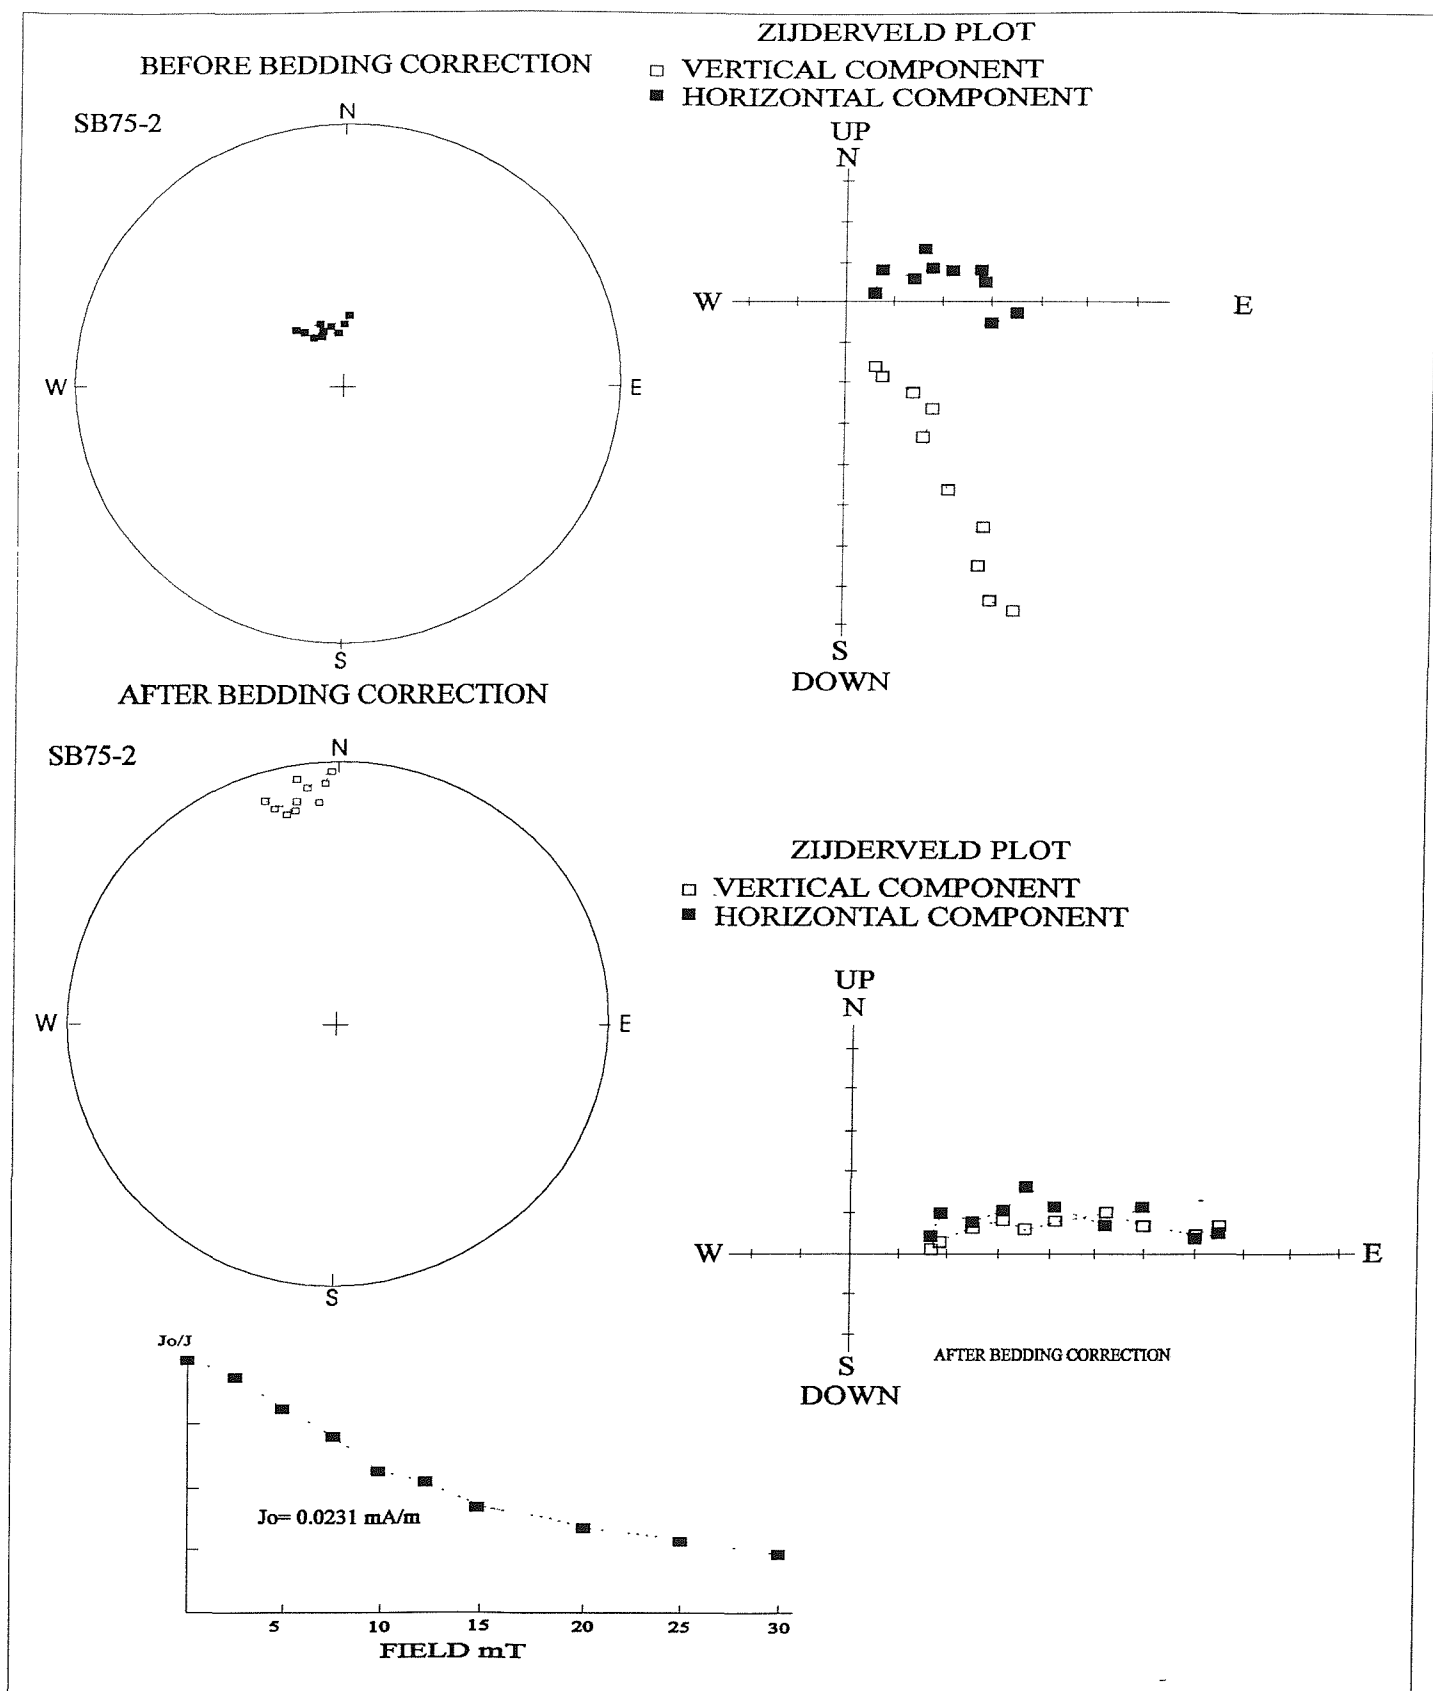 BEFORE BEDDING CORRECTION
SB75-2
N
W
E
S
ZIJDERVELD PLOT
VERTICAL COMPONENT
HORIZONTAL COMPONENT
UP
N
W
E
S
DOWN
AFTER BEDDING CORRECTION
SB75-2
N
W
E
S
ZIJDERVELD PLOT
VERTICAL COMPONENT
HORIZONTAL COMPONENT
UP
N
W
E
S
DOWN
AFTER BEDDING CORRECTION
Jo/J
Jo= 0.0231 mA/m
5 10 15 20 25 30
FIELD mT